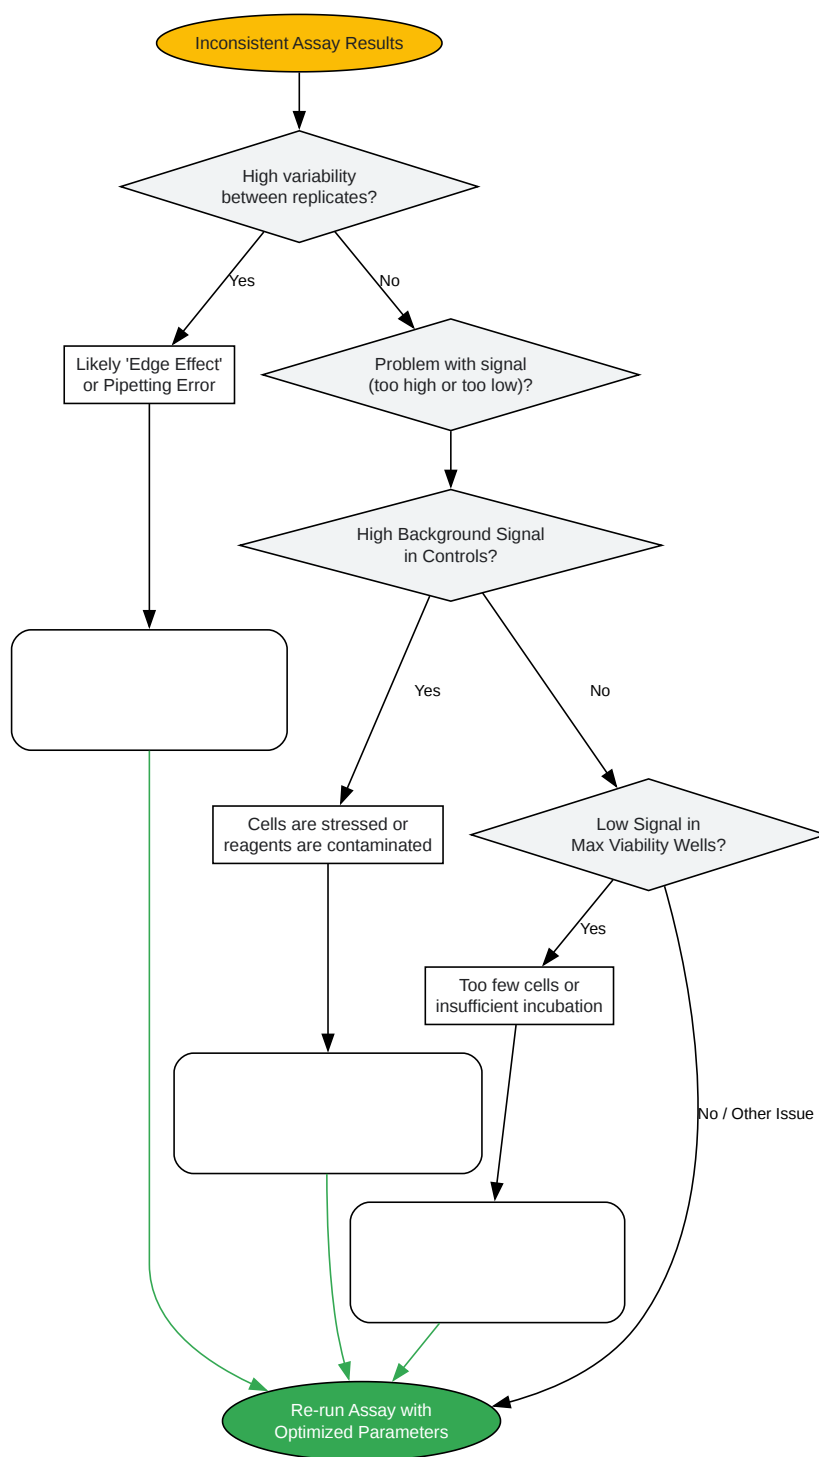 Inconsistent Assay Results
High variability
between replicates?
Yes
No
Likely 'Edge Effect'
or Pipetting Error
Problem with signal
(too high or too low)?
High Background Signal
in Controls?
Yes
No
Cells are stressed or
reagents are contaminated
Low Signal in
Max Viability Wells?
Yes
Too few cells or
insufficient incubation
No / Other Issue
Re-run Assay with
Optimized Parameters